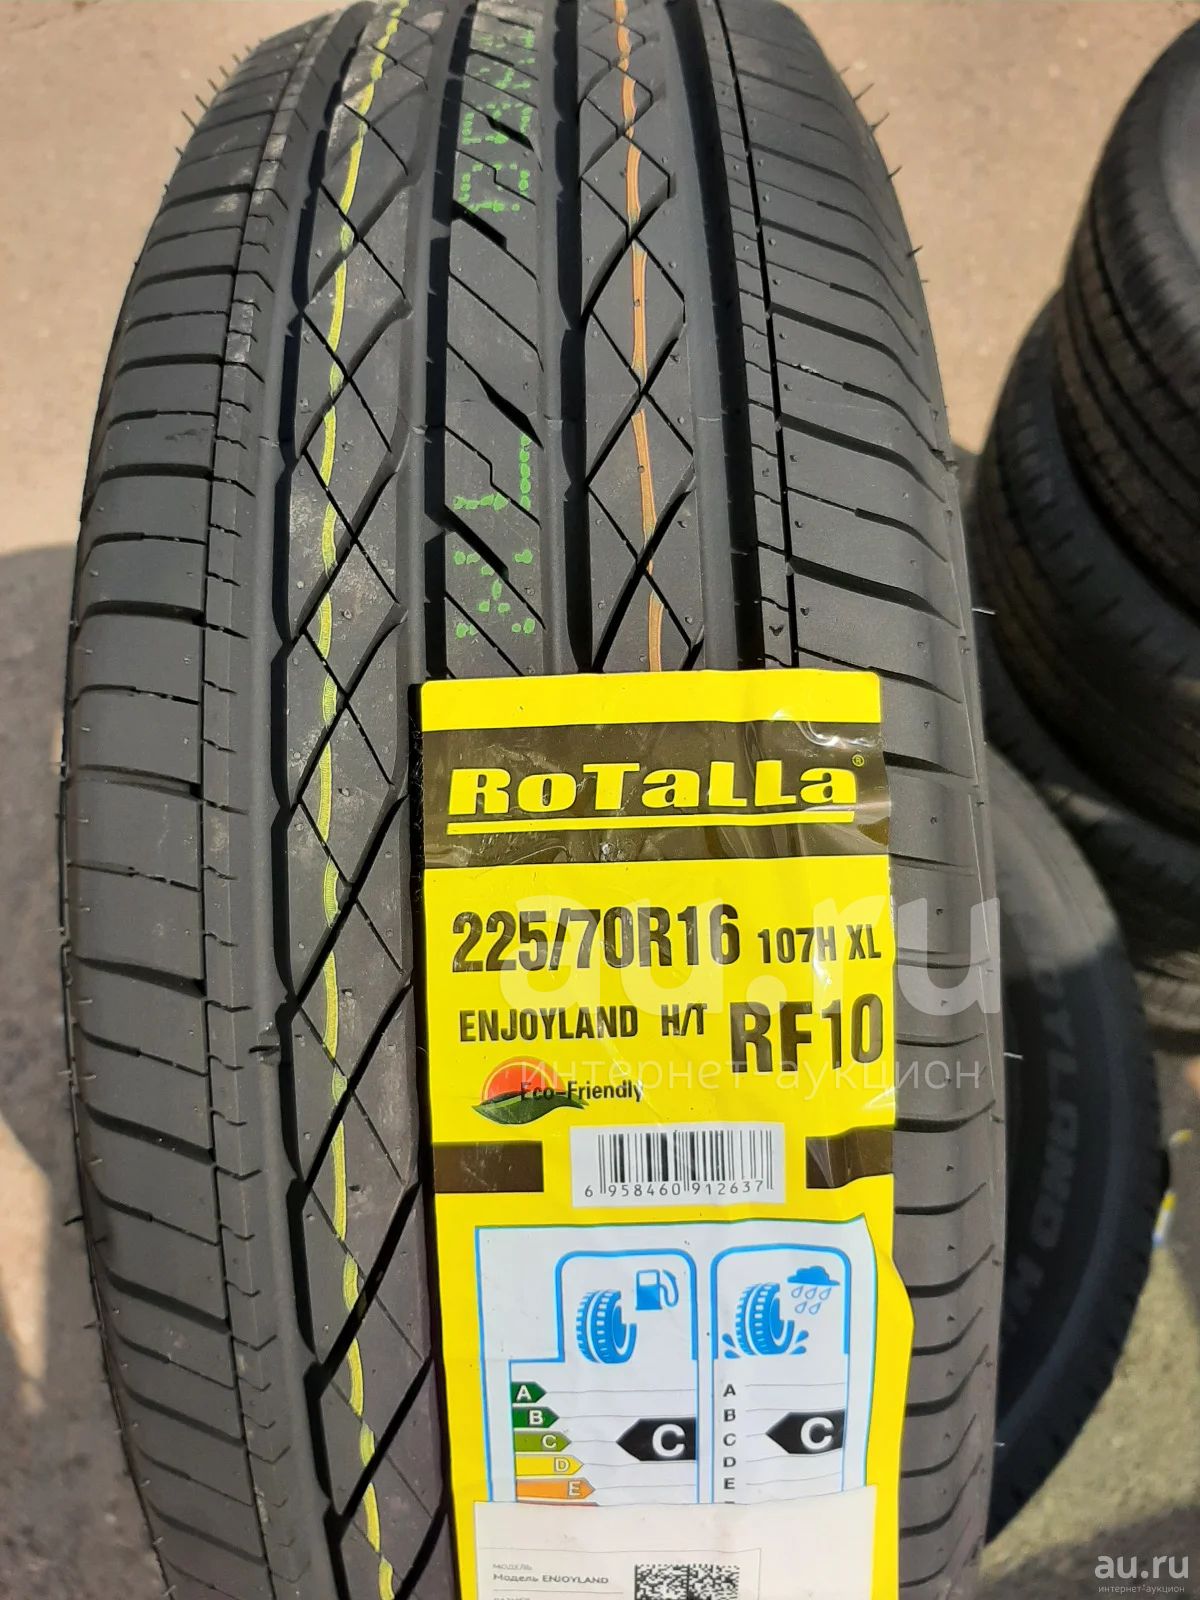 RoTaLLa®
225/70R16 107H XL
au.ru
ENJOYLAND H/T RF10
интернет-аукцион
Eco-Friendly
6 958460 912637
A
B
C
D
E
C
A
B
C
D
E
C
МОДЕЛЬ
Модель ENJOYLAND
au.ru
интернет-аукцион